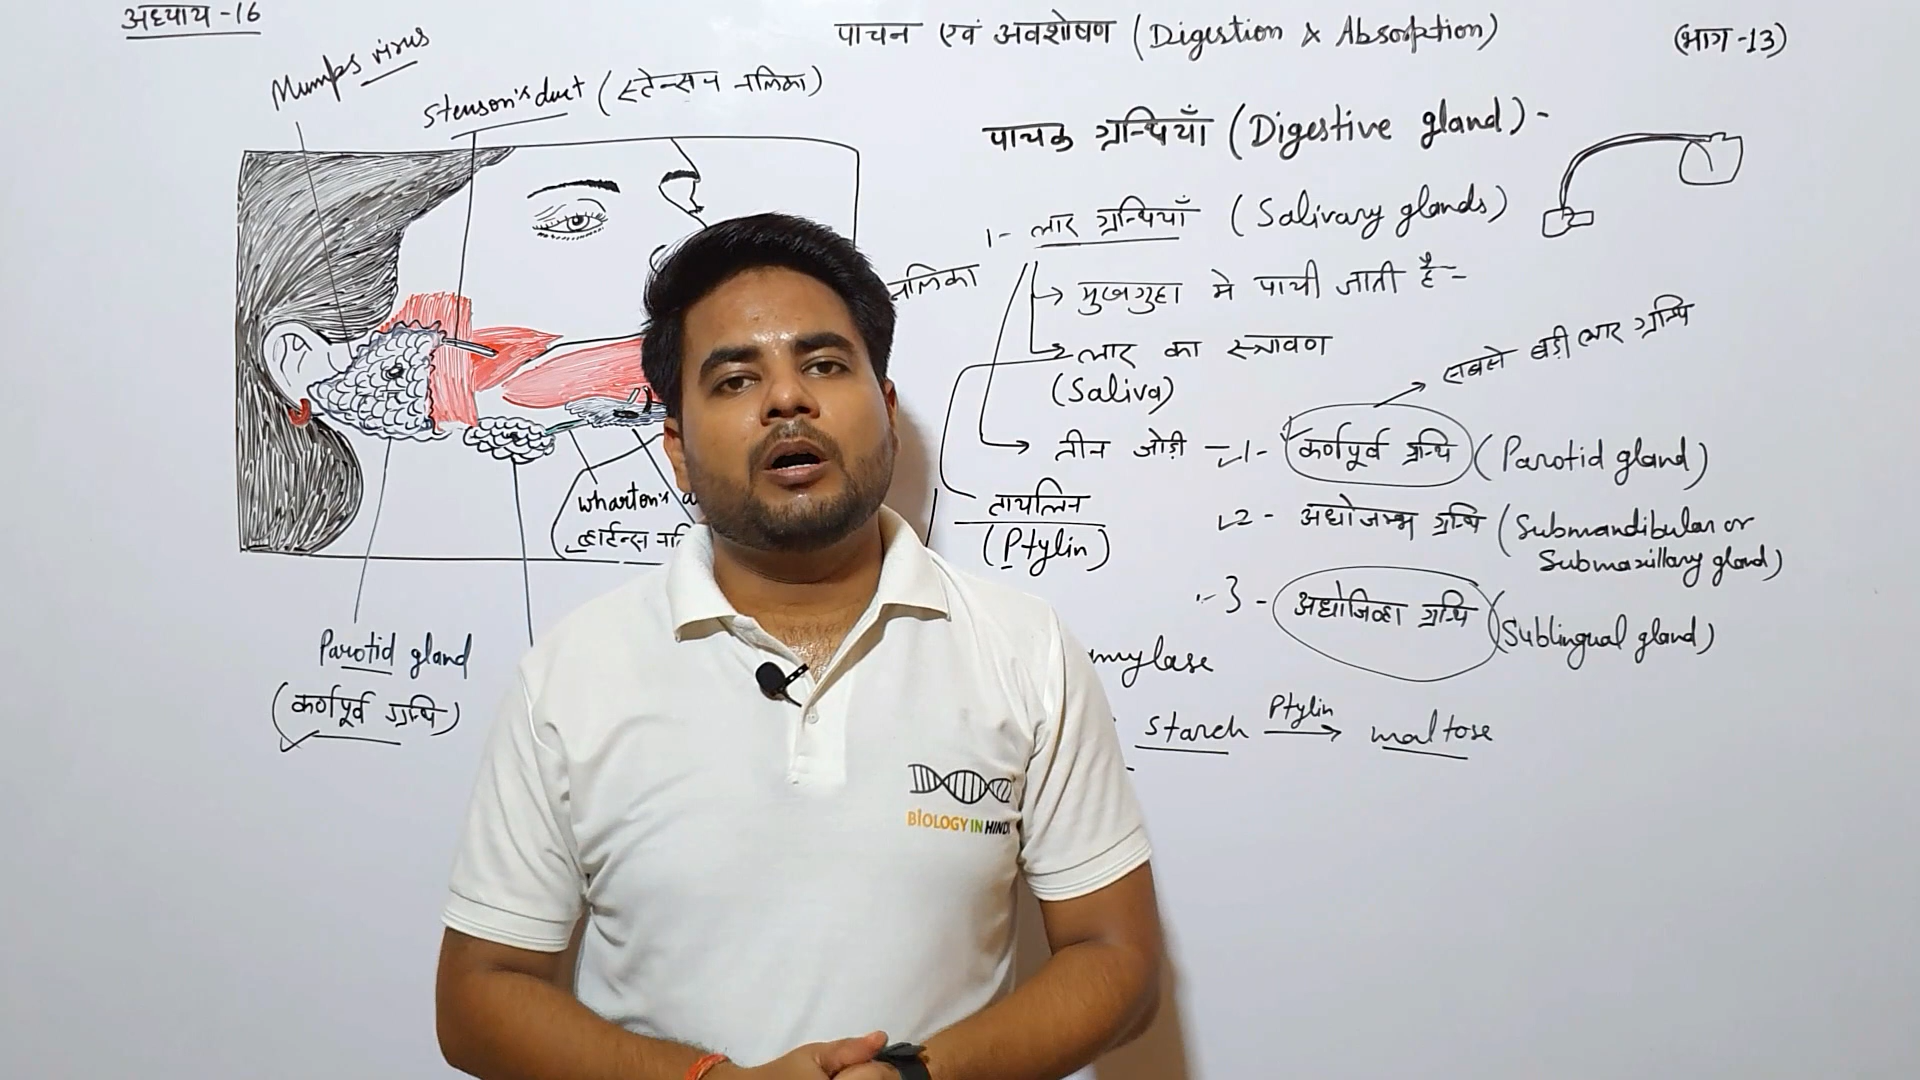 अध्याय -16
पाचन एवं अवशोषण (Digestion & Absorption)
(भाग -13)
Mumps virus
Stenson's duct (स्टेन्सन नलिका)
पाचक ग्रन्थियाँ (Digestive gland) -
1- लार ग्रन्थियाँ (Salivary glands)
नलिका
मुखगुहा मे पायी जाती है -
लार का स्त्रावण
(Saliva)
सबसे बड़ी लार ग्रन्थि
तीन जोड़ी - 1- कर्णपूर्व ग्रन्थि (Parotid gland)
2- अधोजम्भ ग्रन्थि (Submandibular or
Submaxillary gland)
3- अधोजिव्हा ग्रन्थि (Sublingual gland)
टायलिन
(Ptylin)
Wharton's
व्हार्टन्स
Parotid gland
(कर्णपूर्व ग्रन्थि)
mylase
starch Ptylin → maltose
BIOLOGY IN HINDI